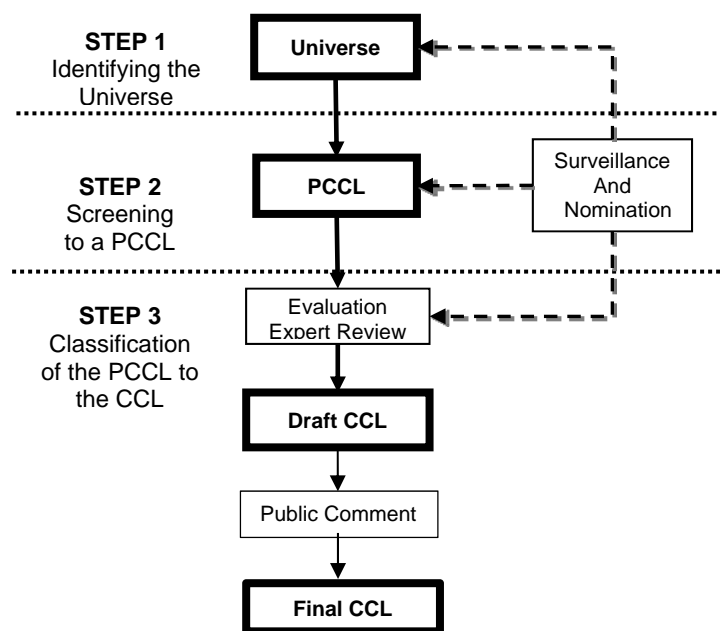 STEP 1
Identifying the
Universe
Universe
STEP 2
Screening
to a PCCL
PCCL
Surveillance
And
Nomination
STEP 3
Classification
of the PCCL to
the CCL
Evaluation
Expert Review
Draft CCL
Public Comment
Final CCL